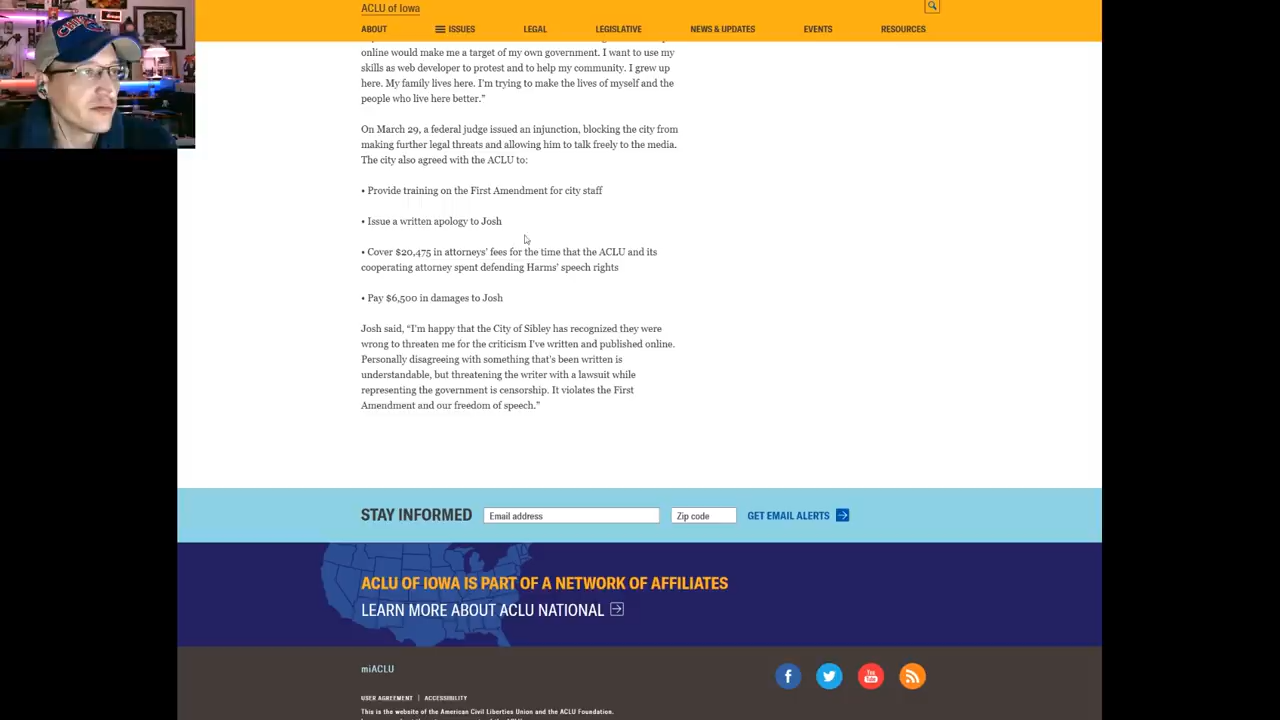 ACLU of Iowa
ABOUT
ISSUES
LEGAL
LEGISLATIVE
NEWS & UPDATES
EVENTS
RESOURCES
online would make me a target of my own government. I want to use my
skills as web developer to protest and to help my community. I grew up
here. My family lives here. I'm trying to make the lives of myself and the
people who live here better."
On March 29, a federal judge issued an injunction, blocking the city from
making further legal threats and allowing him to talk freely to the media.
The city also agreed with the ACLU to:
• Provide training on the First Amendment for city staff
• Issue a written apology to Josh
• Cover $20,475 in attorneys' fees for the time that the ACLU and its
cooperating attorney spent defending Harms' speech rights
• Pay $6,500 in damages to Josh
Josh said, "I'm happy that the City of Sibley has recognized they were
wrong to threaten me for the criticism I've written and published online.
Personally disagreeing with something that's been written is
understandable, but threatening the writer with a lawsuit while
representing the government is censorship. It violates the First
Amendment and our freedom of speech."
STAY INFORMED
Email address
Zip code
GET EMAIL ALERTS
ACLU OF IOWA IS PART OF A NETWORK OF AFFILIATES
LEARN MORE ABOUT ACLU NATIONAL
miACLU
You Tube
USER AGREEMENT | ACCESSIBILITY
This is the website of the American Civil Liberties Union and the ACLU Foundation.